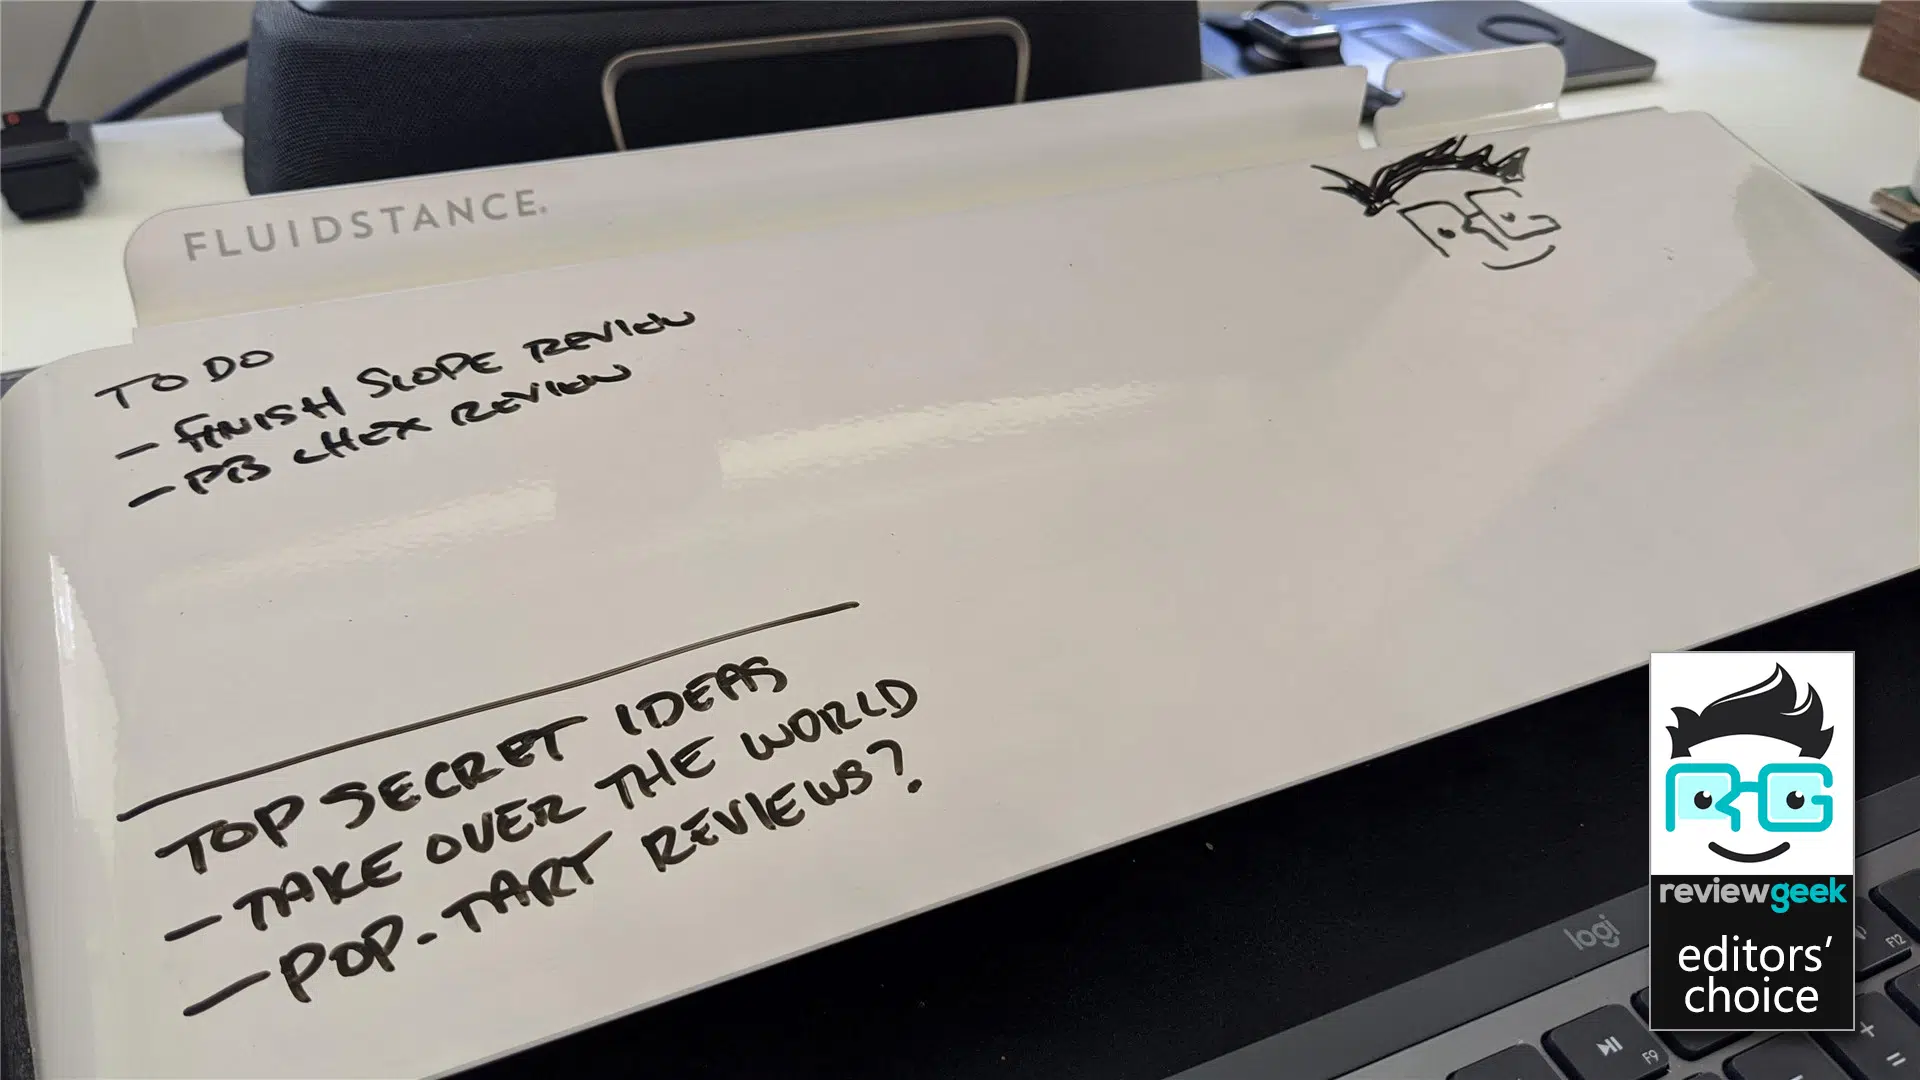 FLUIDSTANCE.
TO DO
- FINISH SLOPE REVIEW
- PB CHEX REVIEW
TOP SECRET IDEAS
- TAKE OVER THE WORLD
- POP-TART REVIEWS?
RG
RG
reviewgeek
editors'
choice
logi
F12
F9
+
=